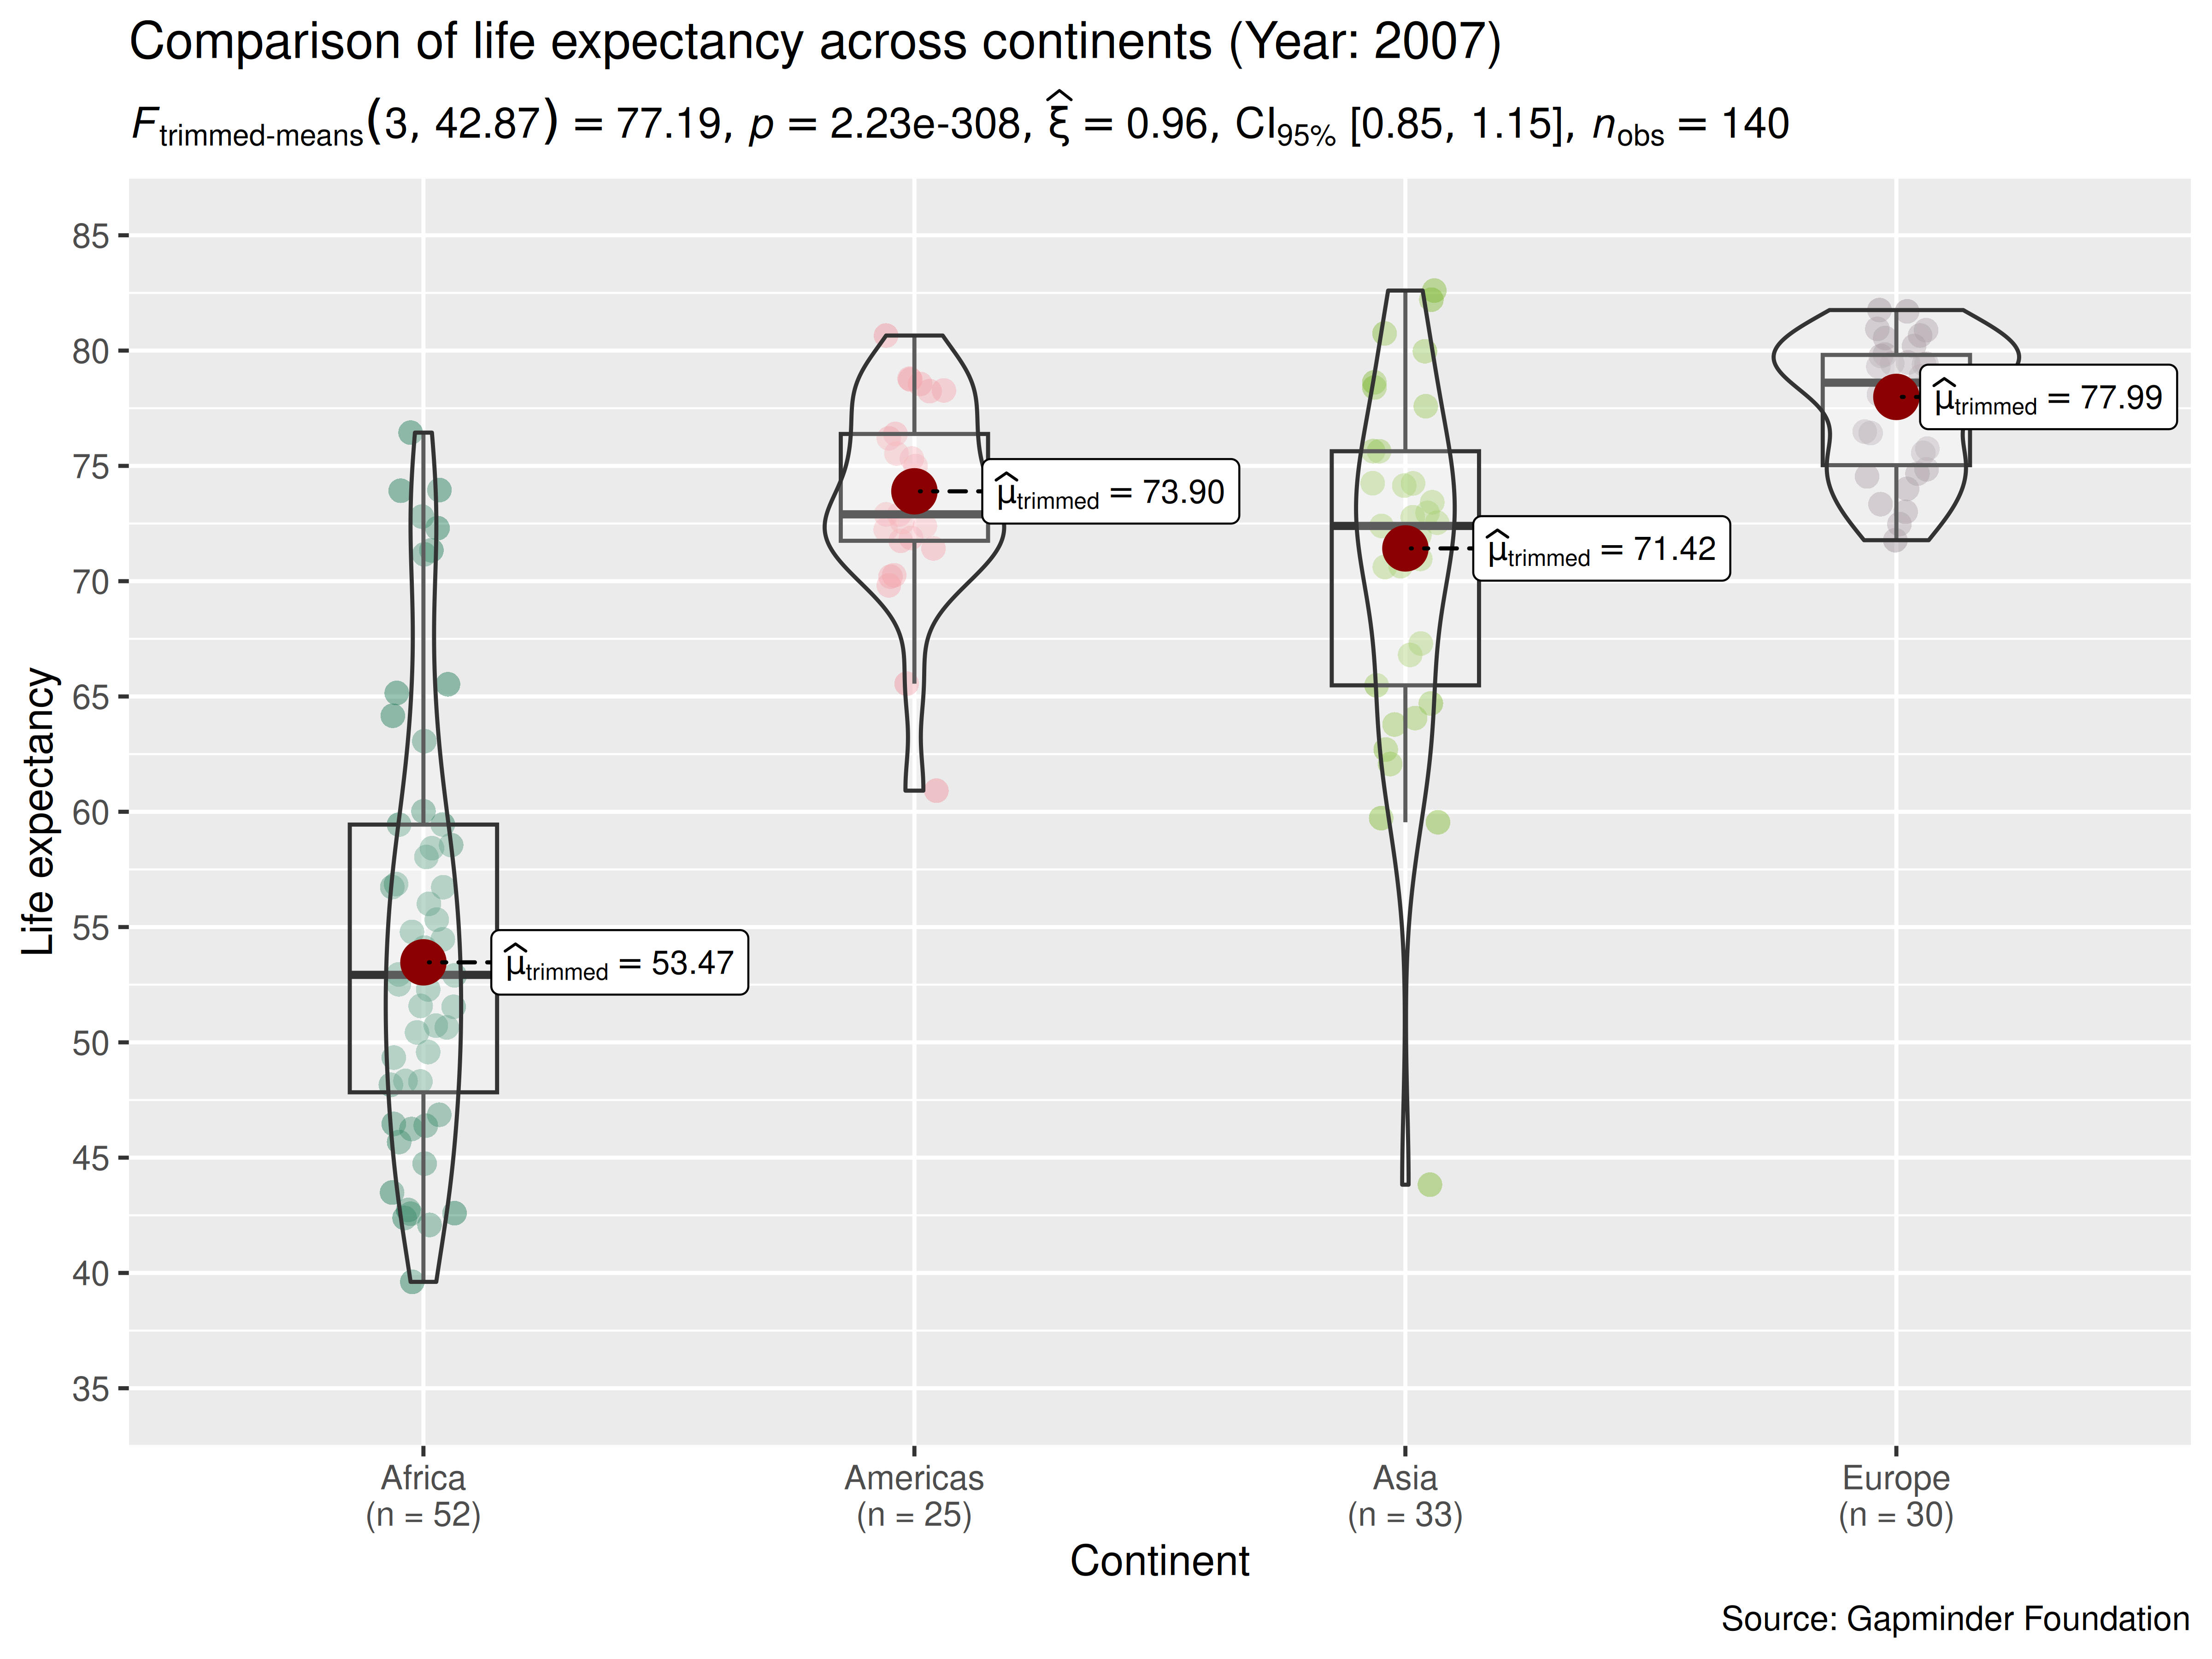 Comparison of life expectancy across continents (Year: 2007)
F trimmed-means(3, 42.87) = 77.19, p = 2.23e-308, ξ̂ = 0.96, CI95% [0.85, 1.15], nobs = 140
Life expectancy
85
80
75
70
65
60
55
50
45
40
35
μ̂trimmed = 53.47
μ̂trimmed = 73.90
μ̂trimmed = 71.42
μ̂trimmed = 77.99
Africa
(n = 52)
Americas
(n = 25)
Asia
(n = 33)
Europe
(n = 30)
Continent
Source: Gapminder Foundation